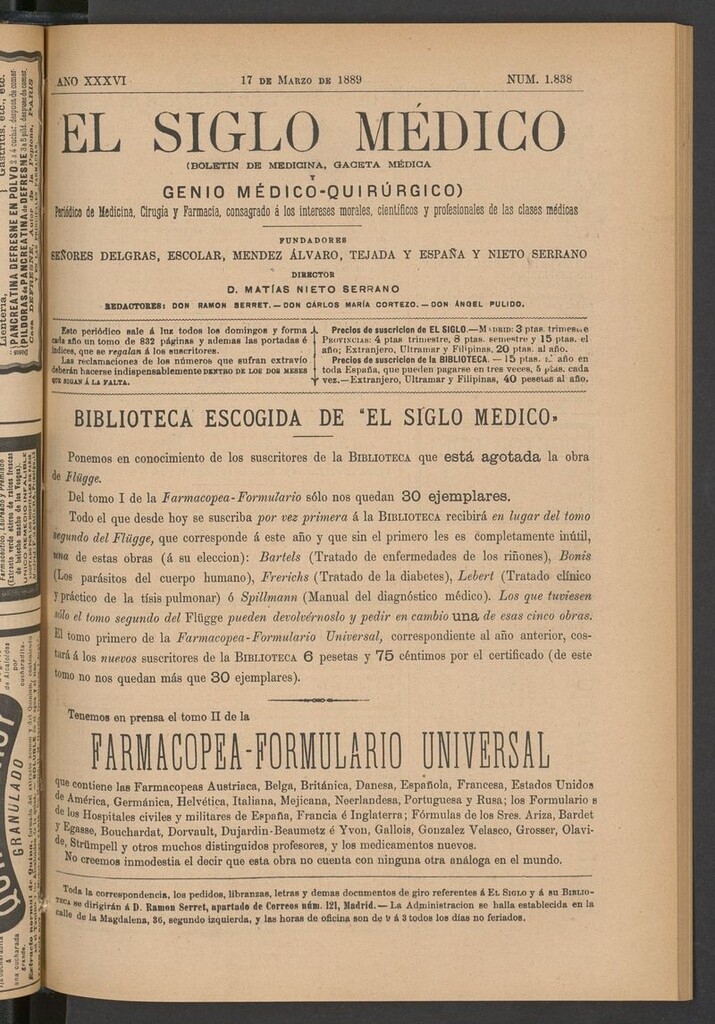 AÑO XXXVI 17 DE MARZO DE 1889 NUM. 1.838
EL SIGLO MÉDICO
(BOLETIN DE MEDICINA, GACETA MÉDICA
Y
GENIO MÉDICO-QUIRÚRGICO)
Periódico de Medicina, Cirugia y Farmacia, consagrado á los intereses morales, científicos y profesionales de las clases médicas
FUNDADORES
SEÑORES DELGRAS, ESCOLAR, MENDEZ ÁLVARO, TEJADA Y ESPAÑA Y NIETO SERRANO
DIRECTOR
D. MATÍAS NIETO SERRANO
REDACTORES: DON RAMON SERRET.—DON CÁRLOS MARÍA CORTEZO.—DON ÁNGEL PULIDO.
Este periódico sale á luz todos los domingos y forma
cada año un tomo de 832 páginas y ademas las portadas é
índices, que se regalan á los suscritores.
Las reclamaciones de los números que sufran extravío
deberán hacerse indispensablemente DENTRO DE LOS DOS MESES
QUE SIGAN Á LA FALTA.
Precios de suscricion de EL SIGLO.—MADRID: 3 ptas. trimestre
PROVINCIAS: 4 ptas trimestre, 8 ptas. semestre y 15 ptas. el
año; Extranjero, Ultramar y Filipinas, 20 ptas. al año.
Precios de suscricion de la BIBLIOTECA. — 15 ptas. al año en
toda España, que pueden pagarse en tres veces, 5 ptas. cada
vez.—Extranjero, Ultramar y Filipinas, 40 pesetas al año.
BIBLIOTECA ESCOGIDA DE "EL SIGLO MEDICO"
Ponemos en conocimiento de los suscritores de la BIBLIOTECA que está agotada la obra
de Flügge.
Del tomo I de la Farmacopea-Formulario sólo nos quedan 30 ejemplares.
Todo el que desde hoy se suscriba por vez primera á la BIBLIOTECA recibirá en lugar del tomo
segundo del Flügge, que corresponde á este año y que sin el primero les es completamente inútil,
una de estas obras (á su eleccion): Bartels (Tratado de enfermedades de los riñones), Bonis
(Los parásitos del cuerpo humano), Frerichs (Tratado de la diabetes), Lebert (Tratado clínico
y práctico de la tísis pulmonar) ó Spillmann (Manual del diagnóstico médico). Los que tuviesen
sólo el tomo segundo del Flügge pueden devolvérnoslo y pedir en cambio una de esas cinco obras.
El tomo primero de la Farmacopea-Formulario Universal, correspondiente al año anterior, cos-
tará á los nuevos suscritores de la BIBLIOTECA 6 pesetas y 75 céntimos por el certificado (de este
tomo no nos quedan más que 30 ejemplares).
Tenemos en prensa el tomo II de la
FARMACOPEA-FORMULARIO UNIVERSAL
que contiene las Farmacopeas Austriaca, Belga, Británica, Danesa, Española, Francesa, Estados Unidos
de América, Germánica, Helvética, Italiana, Mejicana, Neerlandesa, Portuguesa y Rusa; los Formulario s
de los Hospitales civiles y militares de España, Francia é Inglaterra; Fórmulas de los Sres. Ariza, Bardet
y Egasse, Bouchardat, Dorvault, Dujardin-Beaumetz é Yvon, Gallois, Gonzalez Velasco, Grosser, Olavi-
de, Strümpell y otros muchos distinguidos profesores, y los medicamentos nuevos.
No creemos inmodestia el decir que esta obra no cuenta con ninguna otra análoga en el mundo.
Toda la correspondencia, los pedidos, libranzas, letras y demas documentos de giro referentes á EL SIGLO y á su BIBLIO-
TECA se dirigirán á D. Ramon Serret, apartado de Correos núm. 121, Madrid.—La Administracion se halla establecida en la
calle de la Magdalena, 36, segundo izquierda, y las horas de oficina son de 9 á 3 todos los dias no feriados.
Gastritis, etc., etc.
PANCREATINA DEFRESNE EN POLVO
PÍLDORAS de PANCREATINA de DEFRESNE
GRANULADO